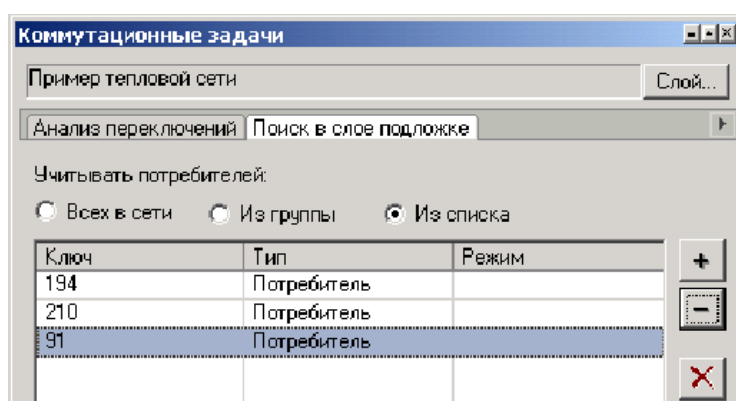 Коммутационные задачи
Пример тепловой сети
Слой...
Анализ переключений Поиск в слое подложке
Учитывать потребителей:
Всех в сети Из группы Из списка
Ключ Тип Режим
194 Потребитель
210 Потребитель
91 Потребитель